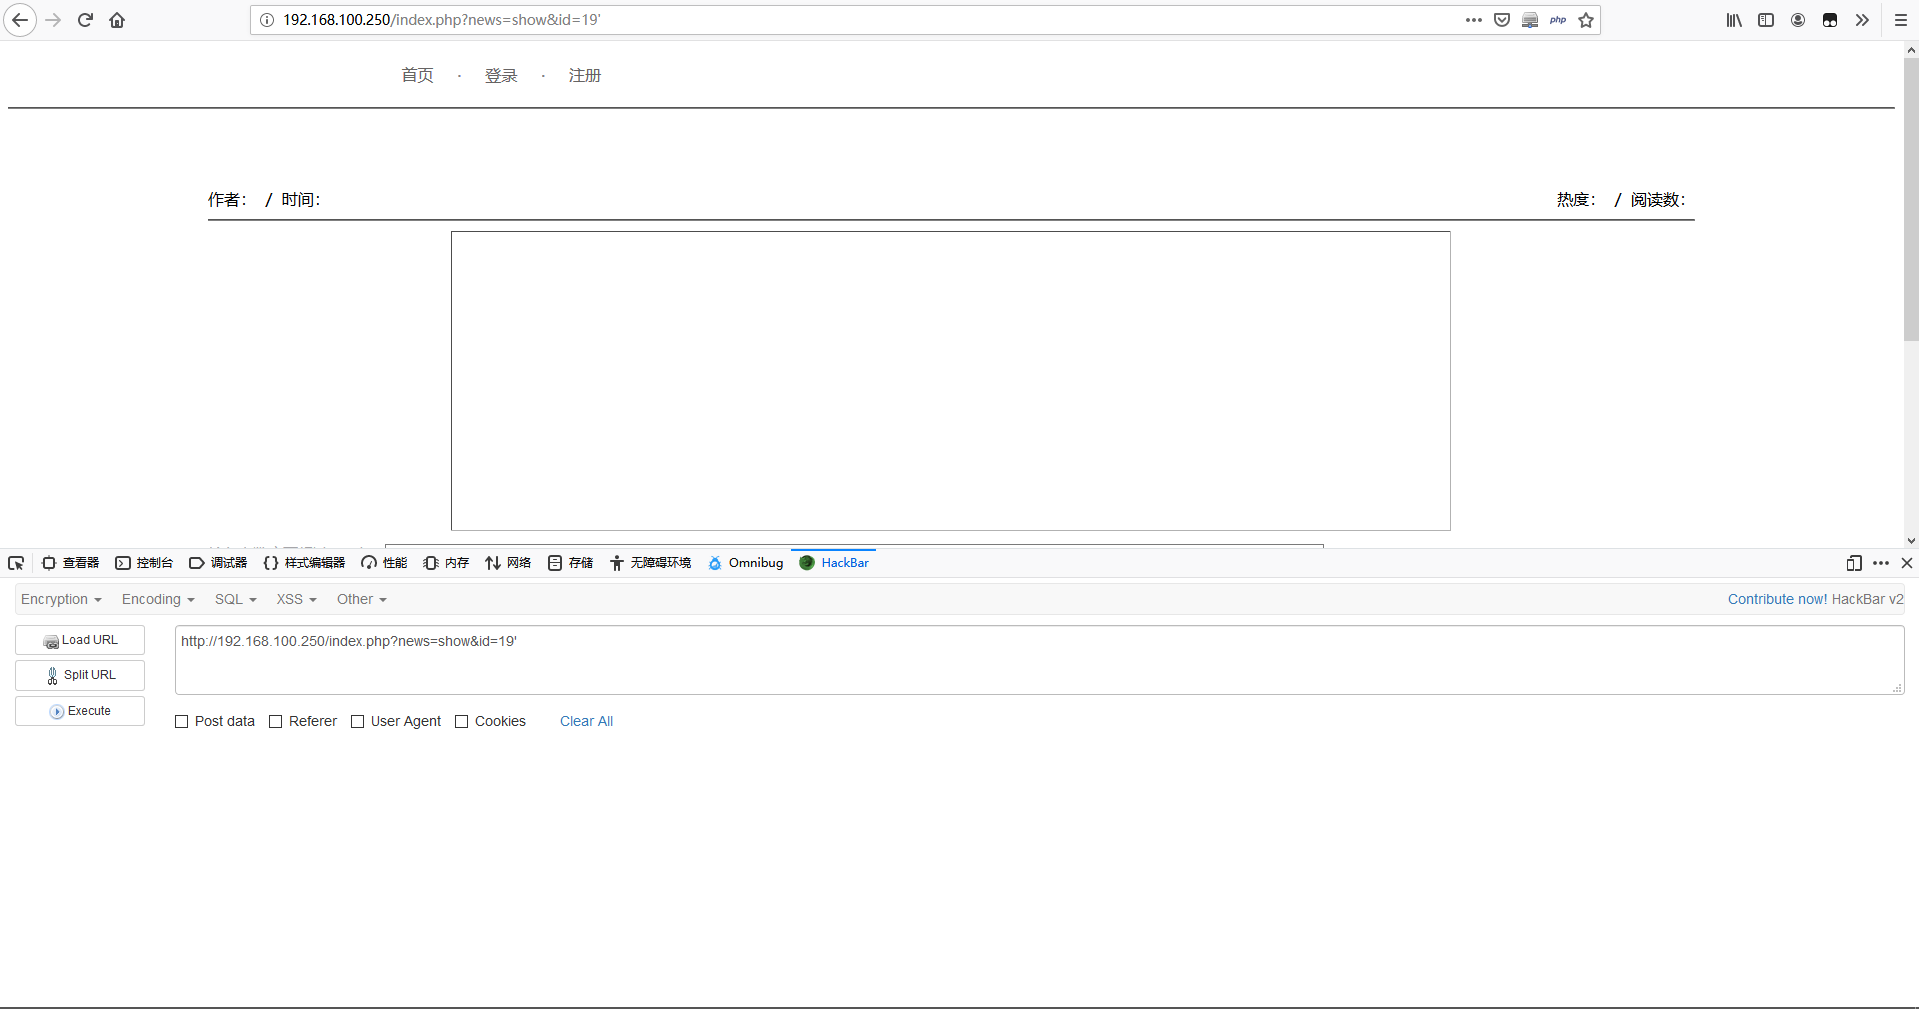 192.168.100.250/index.php?news=show&id=19'
php
首页 · 登录 · 注册
作者: / 时间: 热度: / 阅读数:
查看器 控制台 调试器 样式编辑器 性能 内存 网络 存储 无障碍环境 Omnibug HackBar
Encryption Encoding SQL XSS Other Contribute now! HackBar v2
Load URL
http://192.168.100.250/index.php?news=show&id=19'
Split URL
Execute
Post data Referer User Agent Cookies Clear All